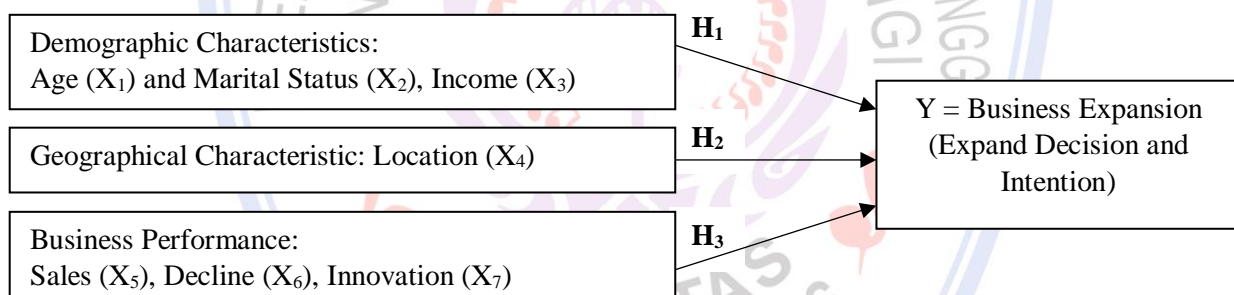 H₁
Demographic Characteristics:
Age (X₁) and Marital Status (X₂), Income (X₃)
Y = Business Expansion
(Expand Decision and
Intention)
H₂
Geographical Characteristic: Location (X₄)
H₃
Business Performance:
Sales (X₅), Decline (X₆), Innovation (X₇)